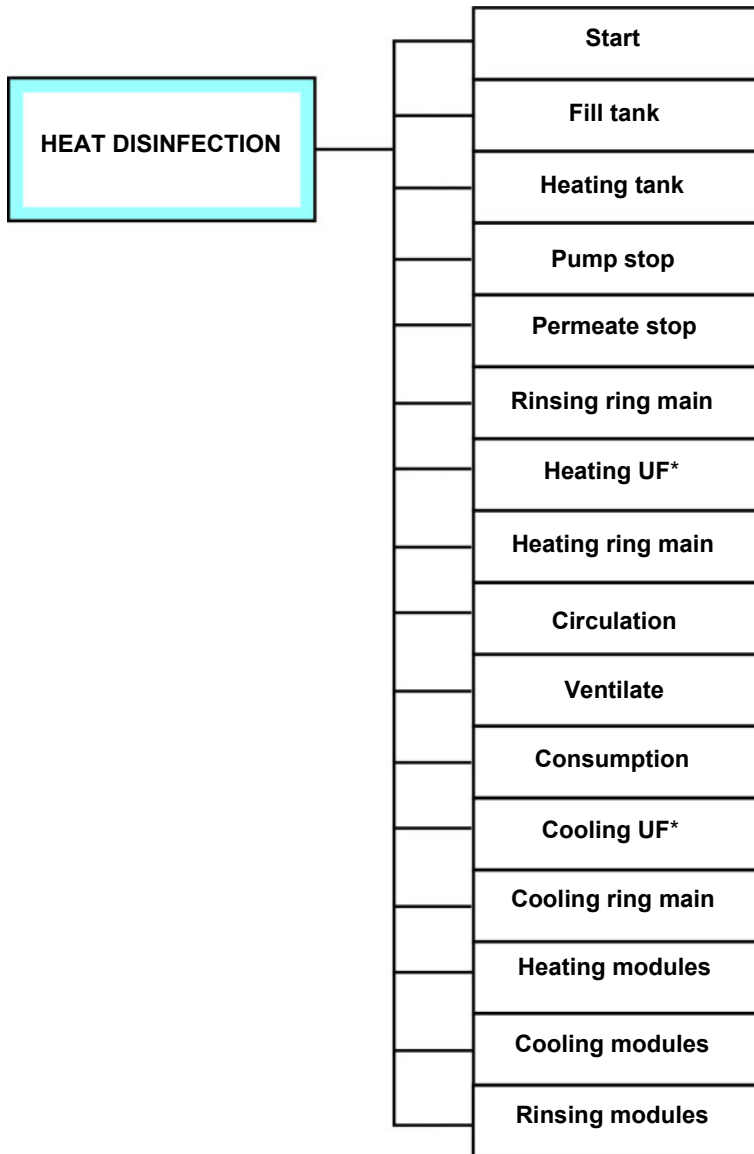 Start
HEAT DISINFECTION
Fill tank
Heating tank
Pump stop
Permeate stop
Rinsing ring main
Heating UF*
Heating ring main
Circulation
Ventilate
Consumption
Cooling UF*
Cooling ring main
Heating modules
Cooling modules
Rinsing modules